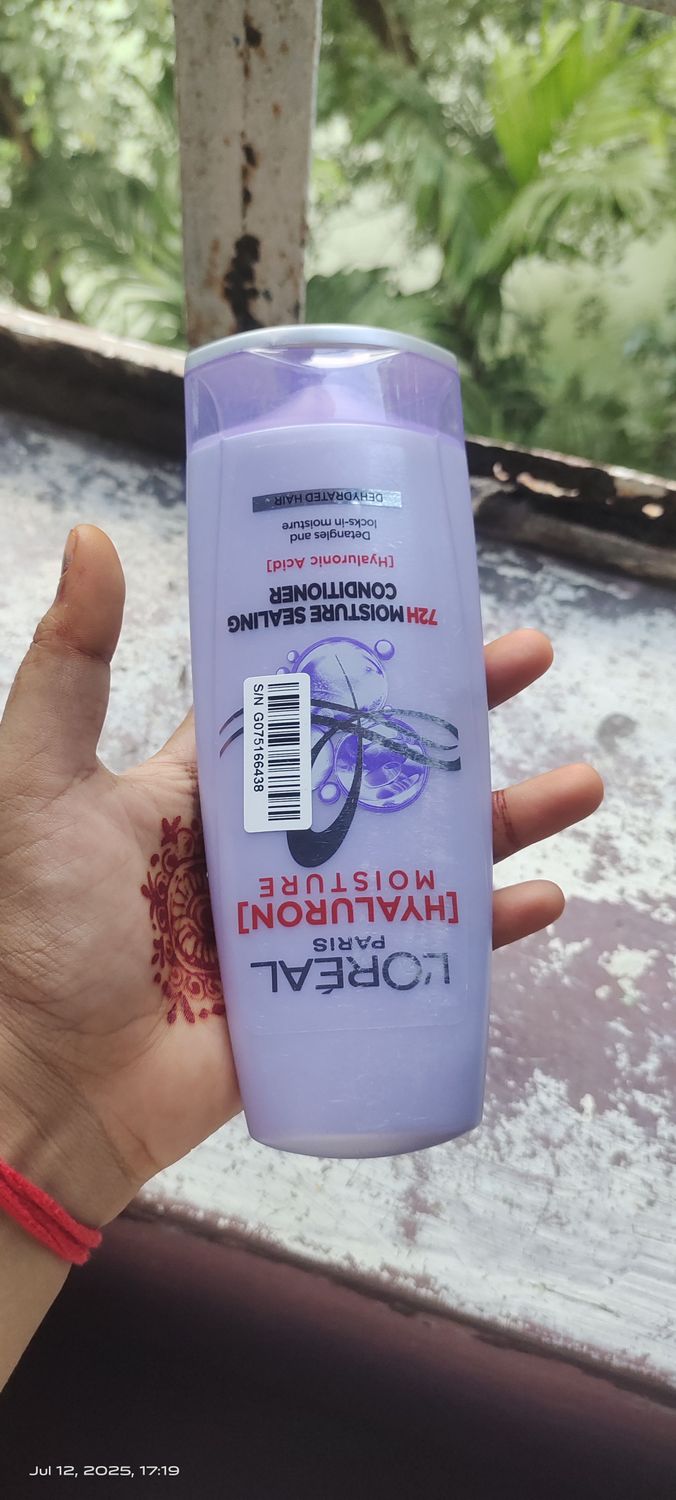 L'ORÉAL
PARIS
[HYALURON]
MOISTURE
S/N G075166438
72H MOISTURE SEALING
CONDITIONER
[Hyaluronic Acid]
Detangles and
locks-in moisture
DEHYDRATED HAIR
Jul 12, 2025, 17:19